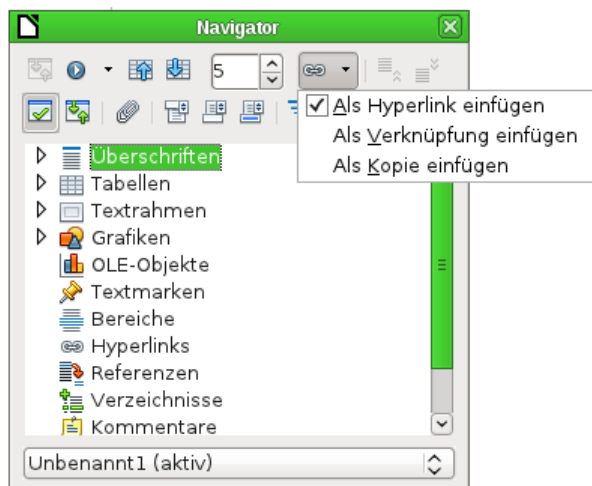 Navigator
5
Als Hyperlink einfügen
Als Verknüpfung einfügen
Als Kopie einfügen
Überschriften
Tabellen
Textrahmen
Grafiken
OLE-Objekte
Textmarken
Bereiche
Hyperlinks
Referenzen
Verzeichnisse
Kommentare
Unbenannt1 (aktiv)